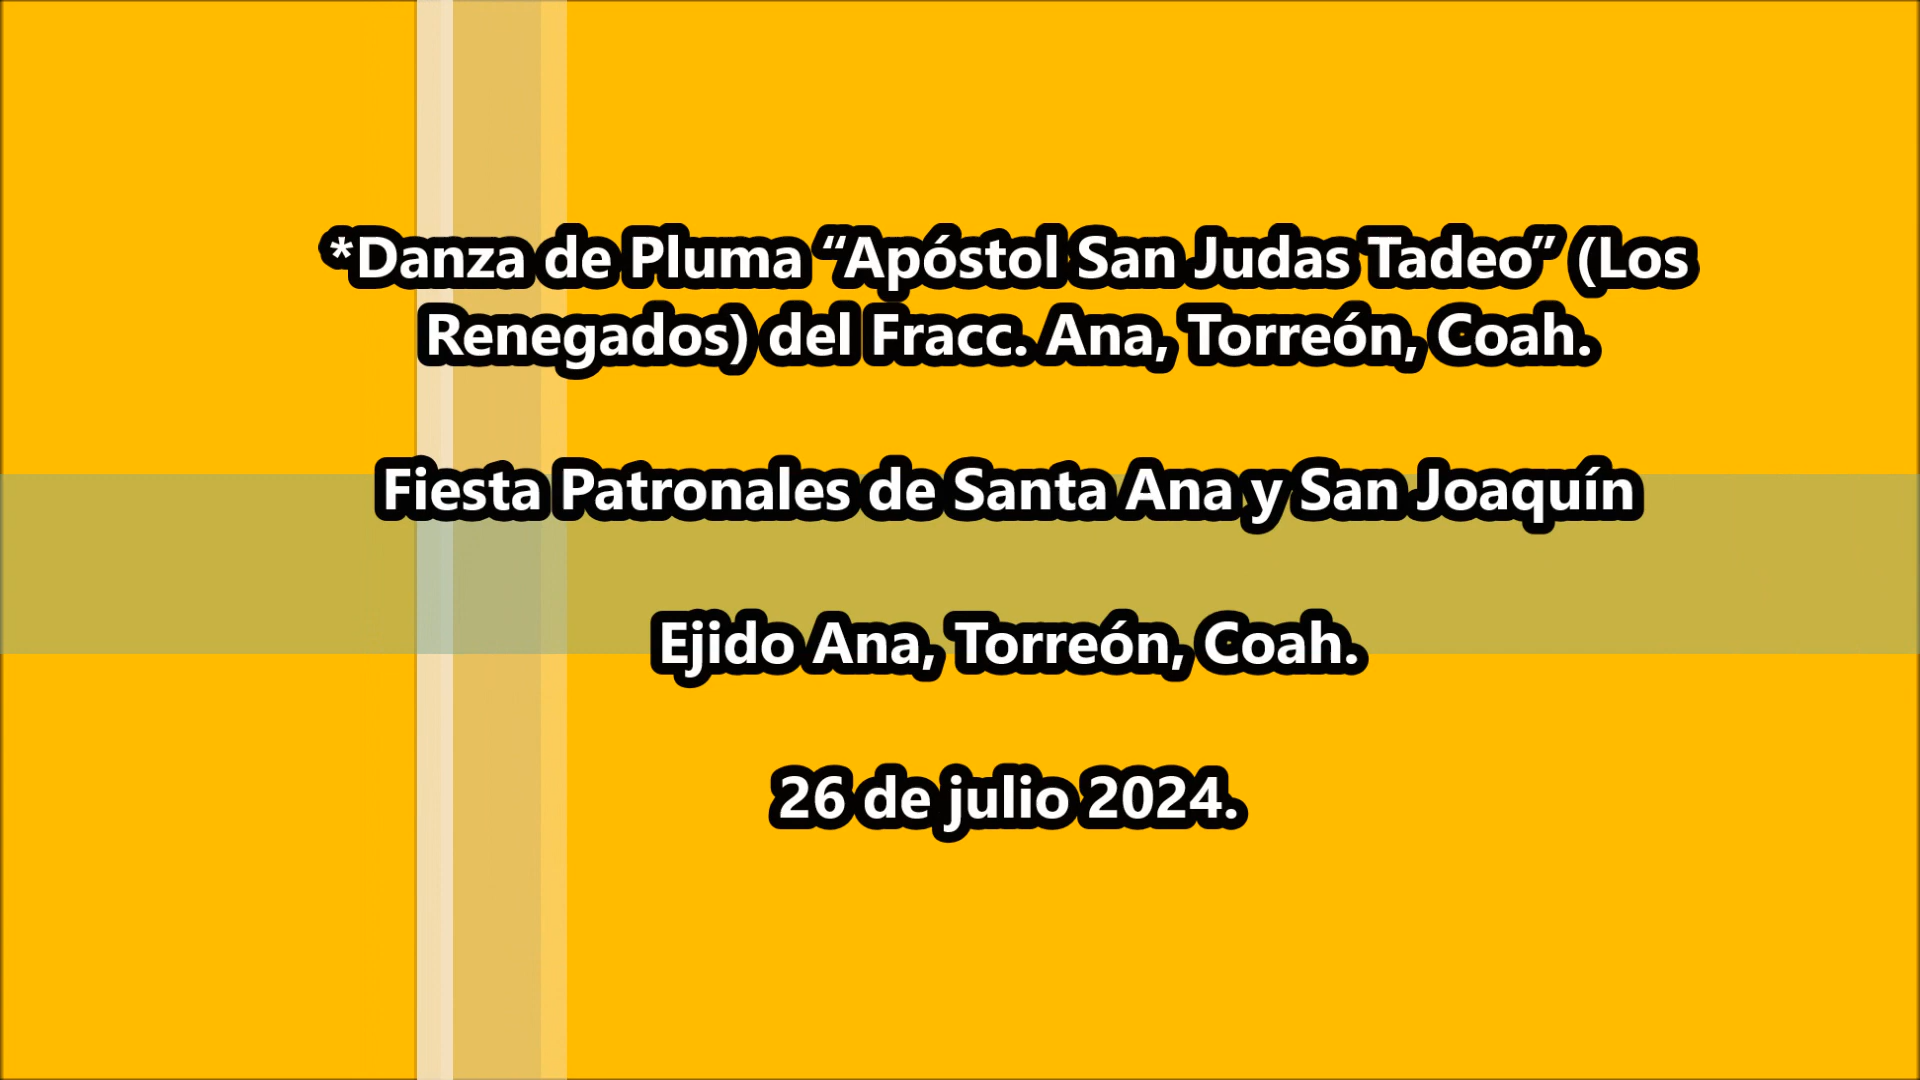 *Danza de Pluma “Apóstol San Judas Tadeo” (Los
Renegados) del Fracc. Ana, Torreón, Coah.
Fiesta Patronales de Santa Ana y San Joaquín
Ejido Ana, Torreón, Coah.
26 de julio 2024.